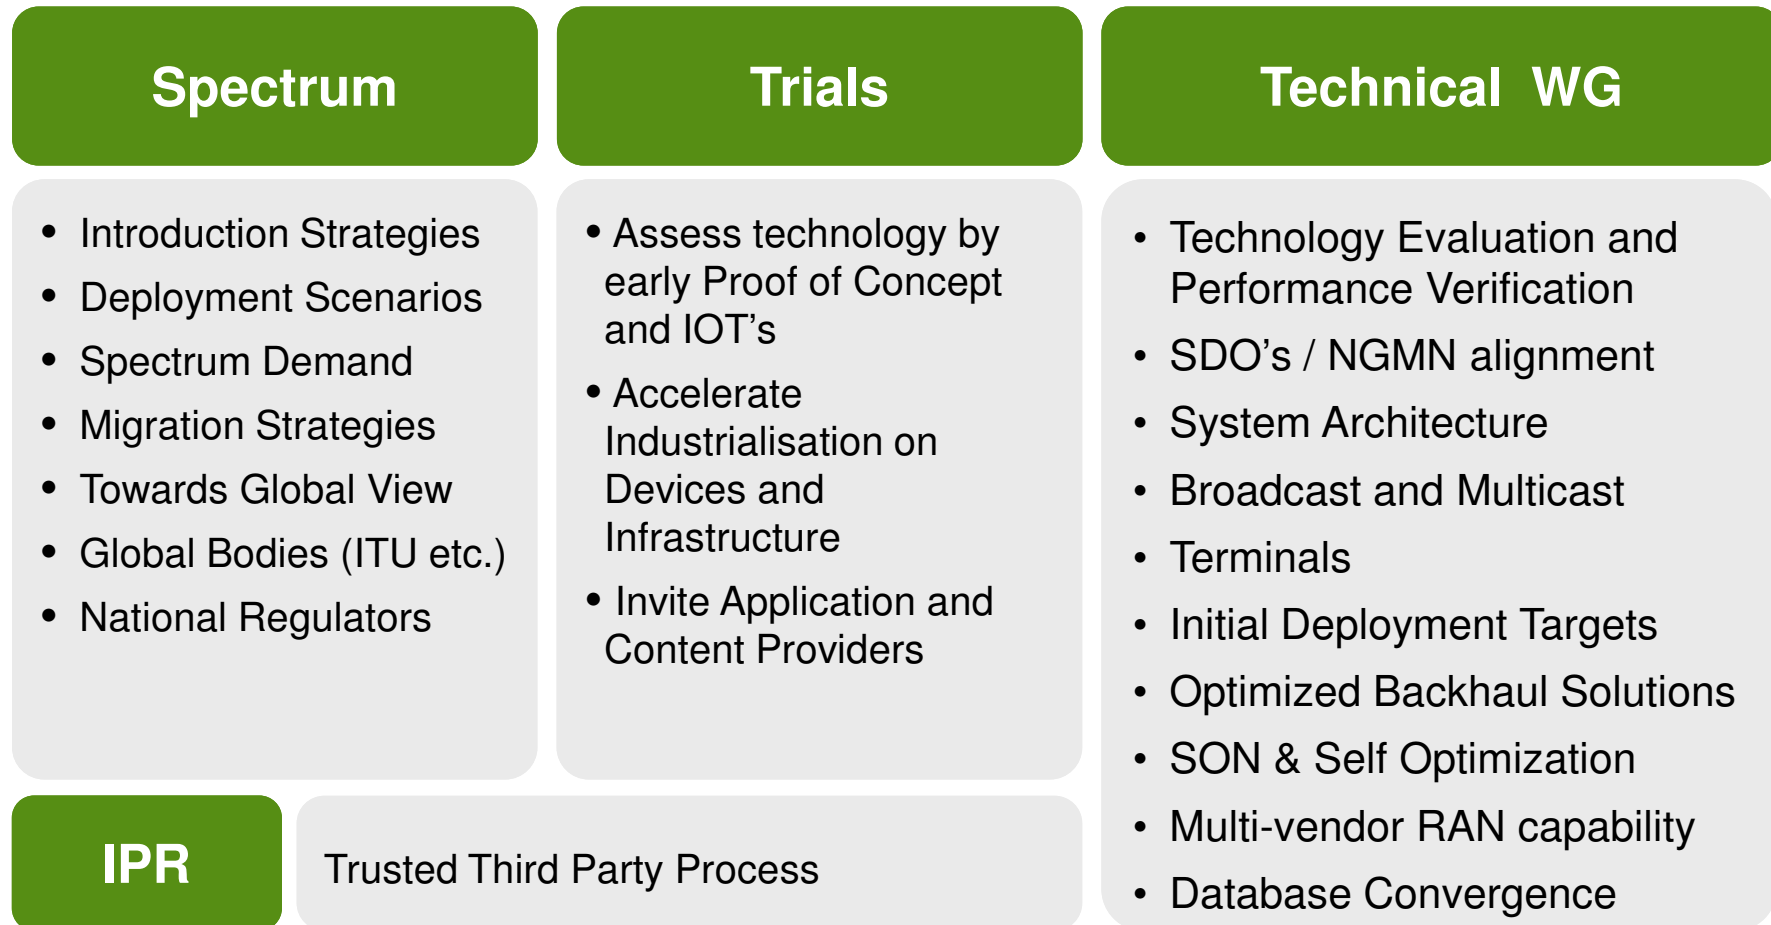 Spectrum
• Introduction Strategies
• Deployment Scenarios
• Spectrum Demand
• Migration Strategies
• Towards Global View
• Global Bodies (ITU etc.)
• National Regulators
Trials
• Assess technology by
early Proof of Concept
and IOT’s
• Accelerate
Industrialisation on
Devices and
Infrastructure
• Invite Application and
Content Providers
Technical WG
• Technology Evaluation and
Performance Verification
• SDO’s / NGMN alignment
• System Architecture
• Broadcast and Multicast
• Terminals
• Initial Deployment Targets
• Optimized Backhaul Solutions
• SON & Self Optimization
• Multi-vendor RAN capability
• Database Convergence
IPR
Trusted Third Party Process